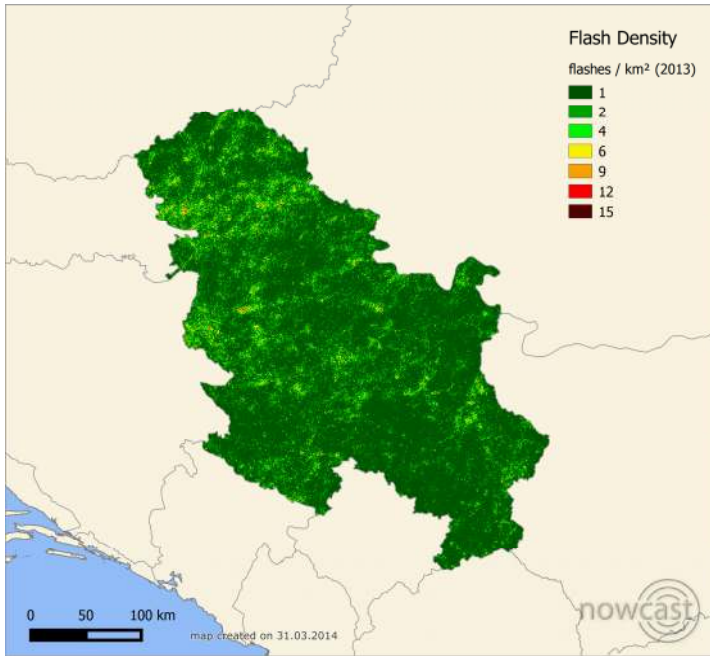 Flash Density
flashes / km² (2013)
1
2
4
6
9
12
15
0 50 100 km
map created on 31.03.2014
nowcast